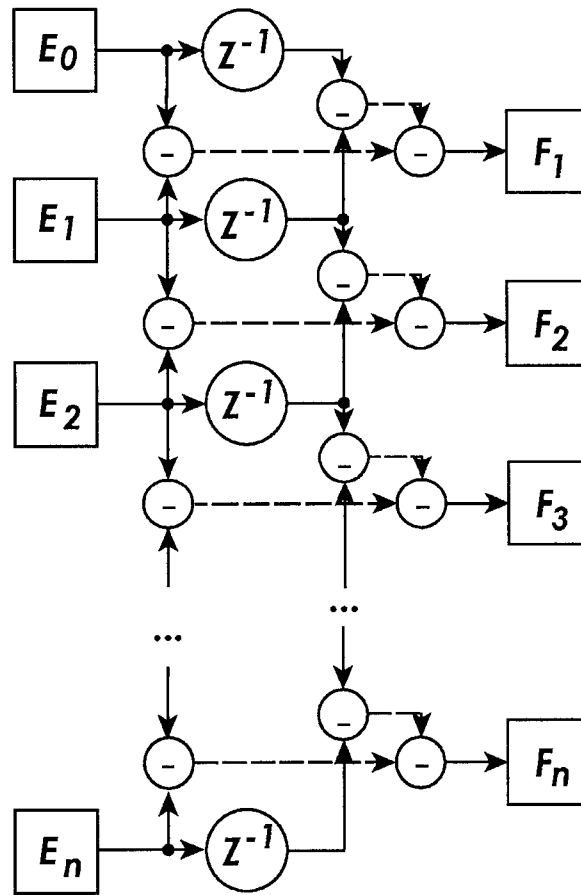 E0 Z-1
-
- - F1
E1 Z-1
-
- - F2
E2 Z-1
-
- - F3
...
...
-
- - Fn
En Z-1